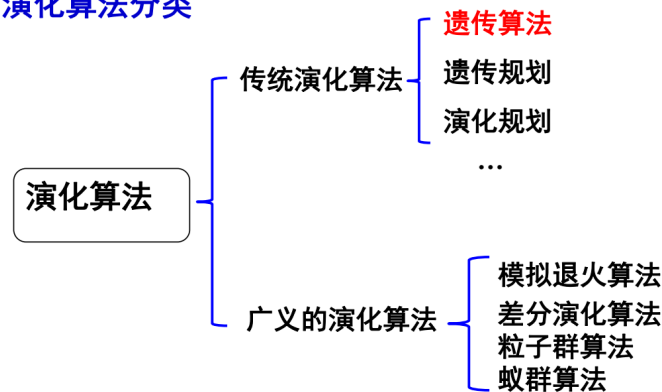 演化算法分类
遗传算法
传统演化算法
遗传规划
演化规划
…
演化算法
模拟退火算法
广义的演化算法
差分演化算法
粒子群算法
蚁群算法